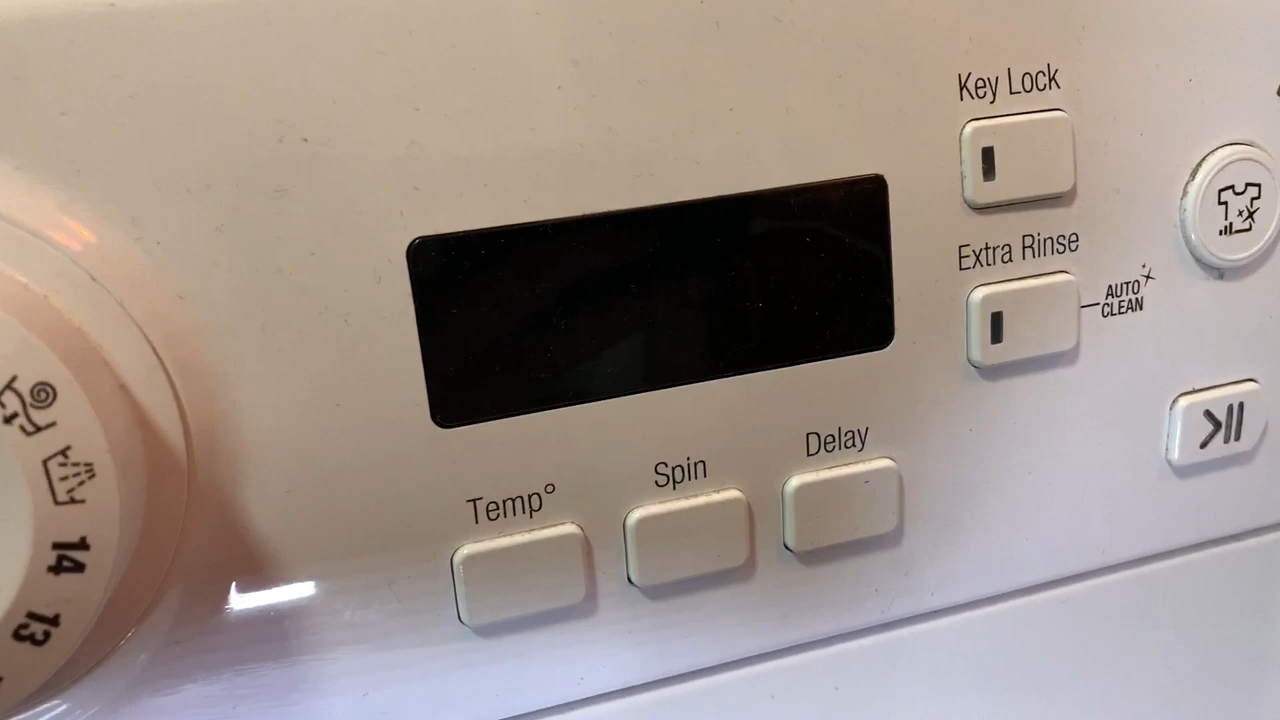 Key Lock
Extra Rinse
AUTO
CLEAN
Delay
Spin
Temp°
14
13